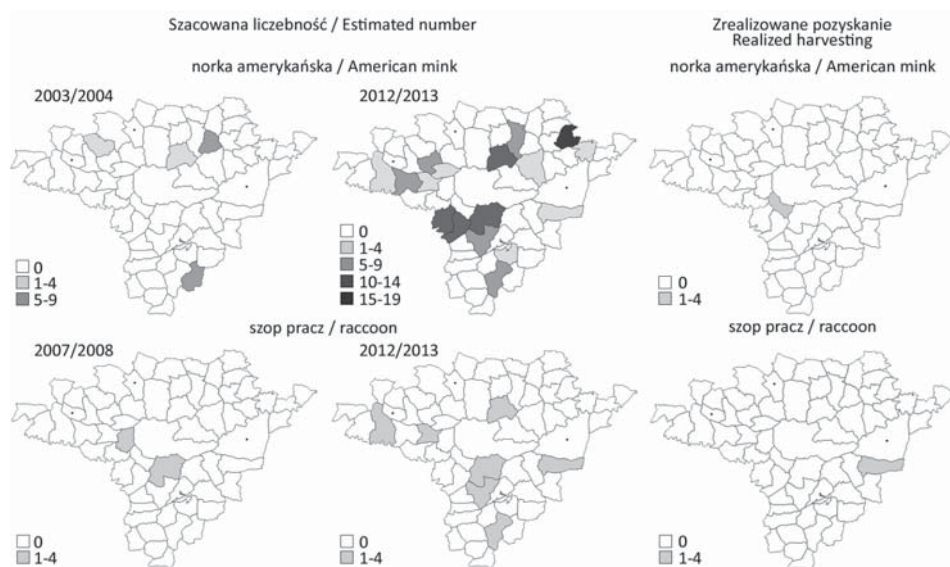 Szacowana liczebność / Estimated number
Zrealizowane pozyskanie
Realized harvesting
norka amerykańska / American mink
norka amerykańska / American mink
2003/2004
2012/2013
0
1-4
5-9
0
1-4
5-9
10-14
15-19
0
1-4
szop pracz / raccoon
szop pracz / raccoon
2007/2008
2012/2013
0
1-4
0
1-4
0
1-4